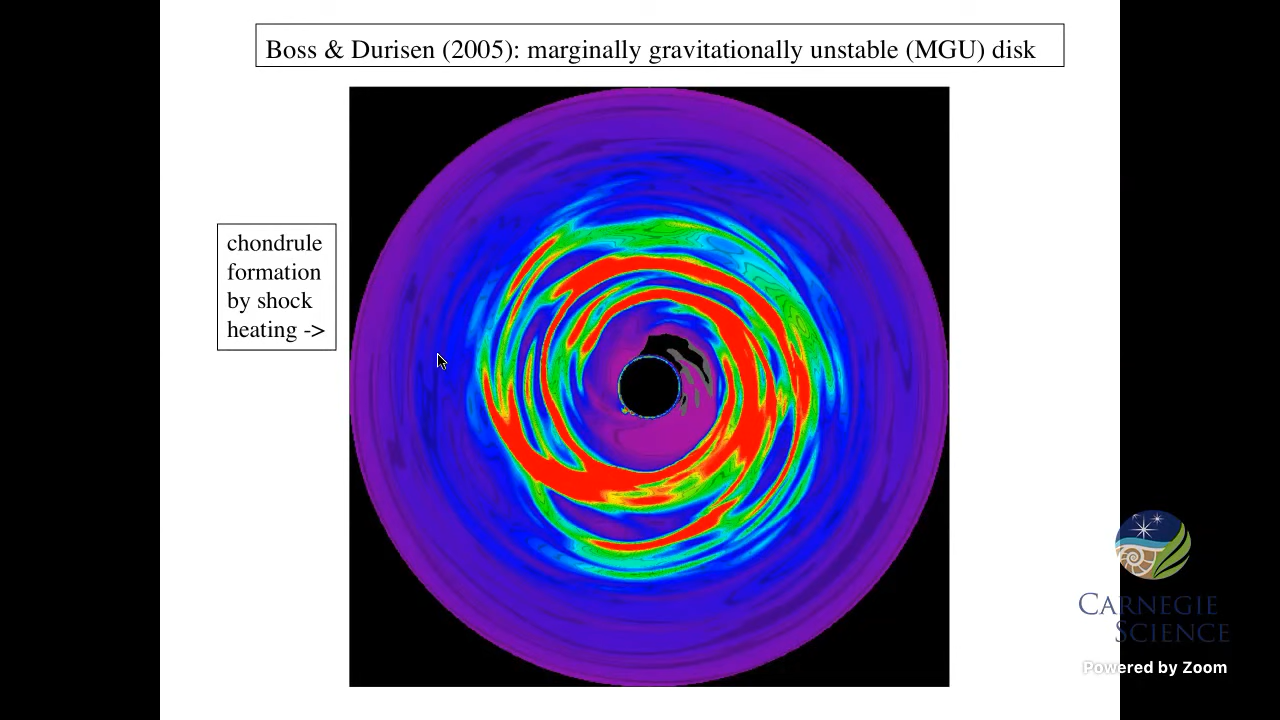 Boss & Durisen (2005): marginally gravitationally unstable (MGU) disk
chondrule
formation
by shock
heating ->
CARNEGIE
SCIENCE
Powered by Zoom